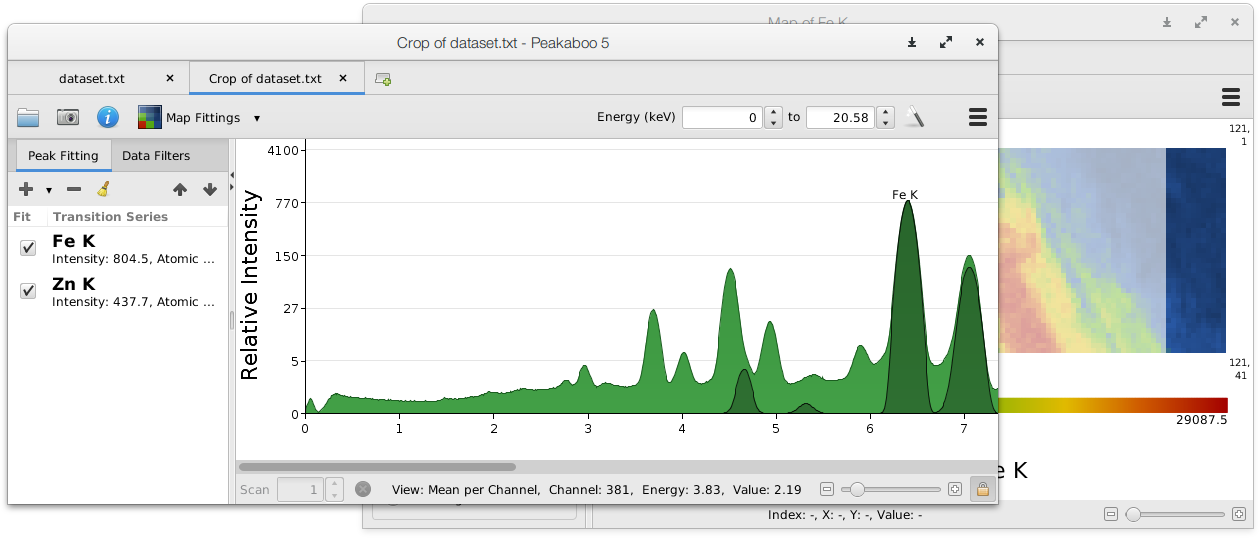 Map of Fe K
Crop of dataset.txt - Peakaboo 5
dataset.txt
Crop of dataset.txt
Map Fittings
Energy (keV)
0
to
20.58
Peak Fitting
Data Filters
Fit
Transition Series
Fe K
Intensity: 804.5, Atomic ...
Zn K
Intensity: 437.7, Atomic ...
Relative Intensity
4100
770
150
27
5
0
Fe K
0 1 2 3 4 5 6 7
Scan
1
View: Mean per Channel, Channel: 381, Energy: 3.83, Value: 2.19
121,
1
121,
41
29087.5
e K
Index: -, X: -, Y: -, Value: -